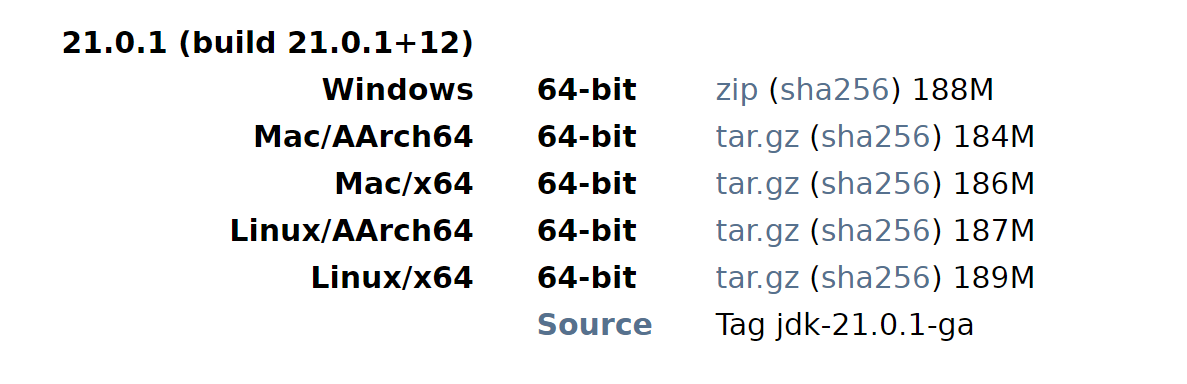 21.0.1 (build 21.0.1+12)
Windows 64-bit zip (sha256) 188M
Mac/AArch64 64-bit tar.gz (sha256) 184M
Mac/x64 64-bit tar.gz (sha256) 186M
Linux/AArch64 64-bit tar.gz (sha256) 187M
Linux/x64 64-bit tar.gz (sha256) 189M
Source Tag jdk-21.0.1-ga